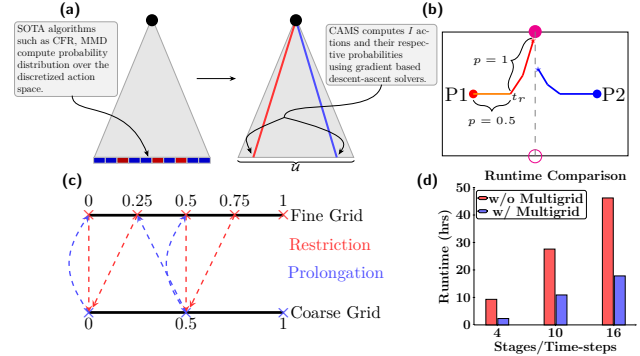 (a)
SOTA algorithms
such as CFR, MMD
compute probability
distribution over the
discretized action
space.
CAMS computes I ac-
tions and their respec-
tive probabilities
using gradient based
descent-ascent solvers.
u
(b)
p = 1
P1
t_r
P2
p = 0.5
(c)
0 0.25 0.5 0.75 1
Fine Grid
Restriction
Prolongation
Coarse Grid
0 0.5 1
(d)
Runtime Comparison
w/o Multigrid
w/ Multigrid
Runtime (hrs)
50
40
30
20
10
0
4 10 16
Stages/Time-steps